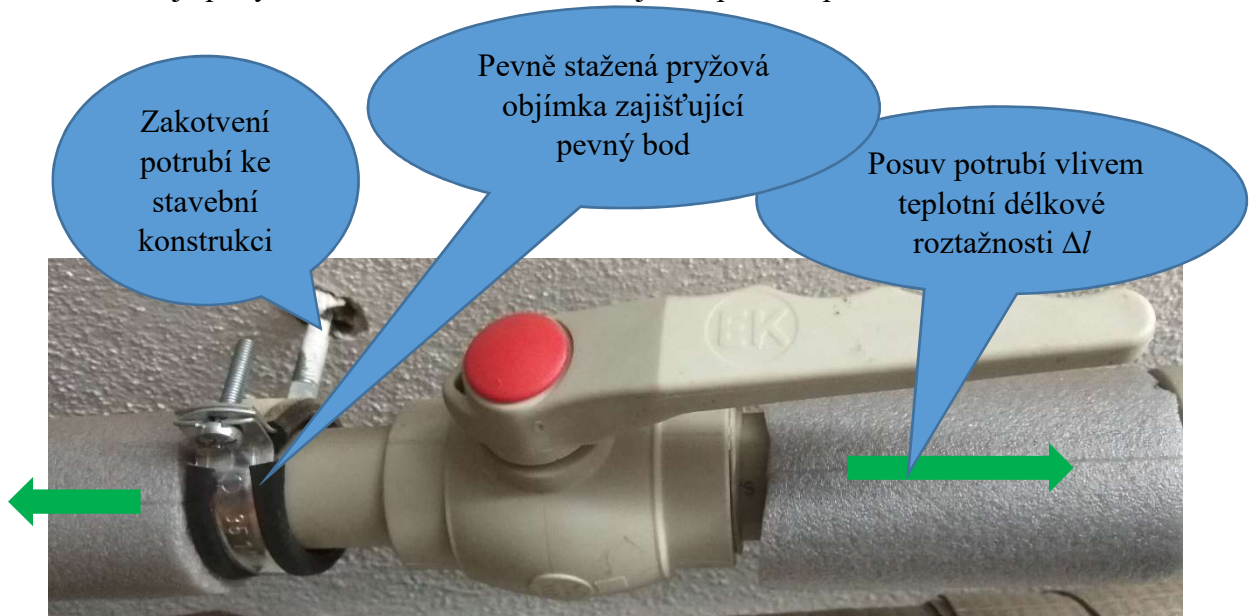 Zakotvení
potrubí ke
stavební
konstrukci
Pevně stažená pryžová
objímka zajišťující
pevný bod
Posuv potrubí vlivem
teplotní délkové
roztažnosti Δl
EK